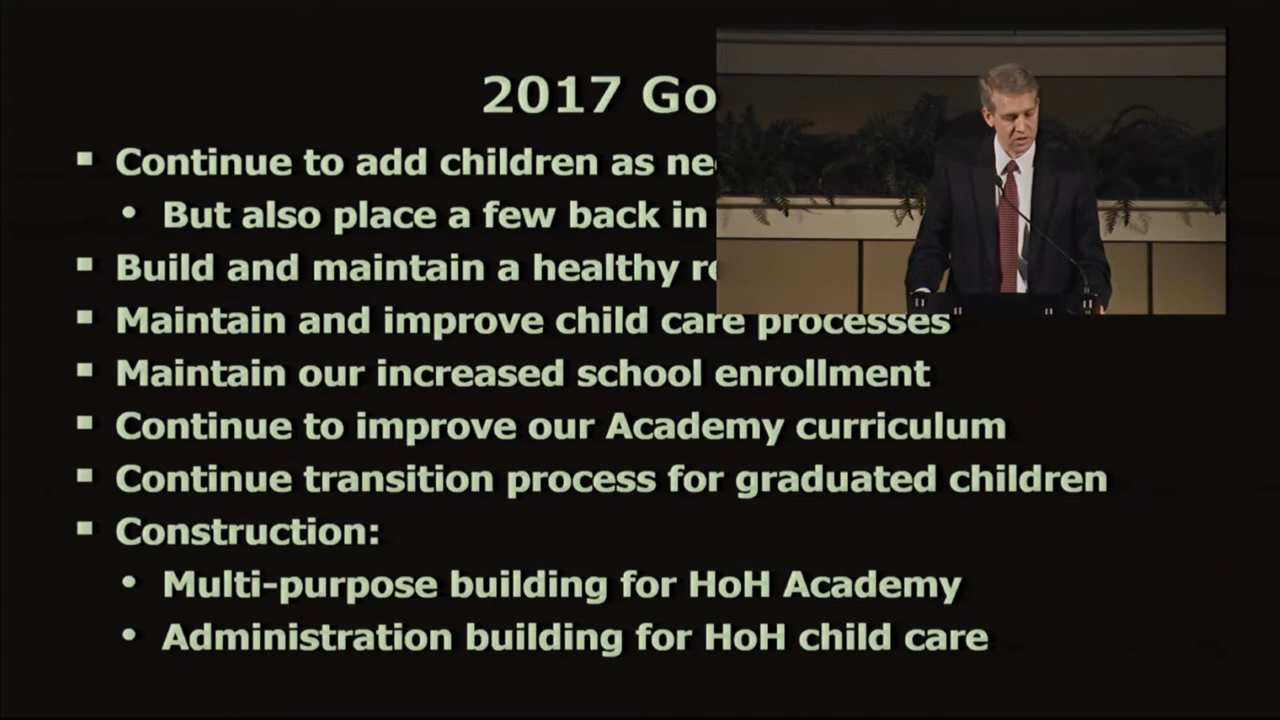 2017 Go
Continue to add children as ne
But also place a few back in
Build and maintain a healthy r
Maintain and improve child care processes
Maintain our increased school enrollment
Continue to improve our Academy curriculum
Continue transition process for graduated children
Construction:
Multi-purpose building for HoH Academy
Administration building for HoH child care